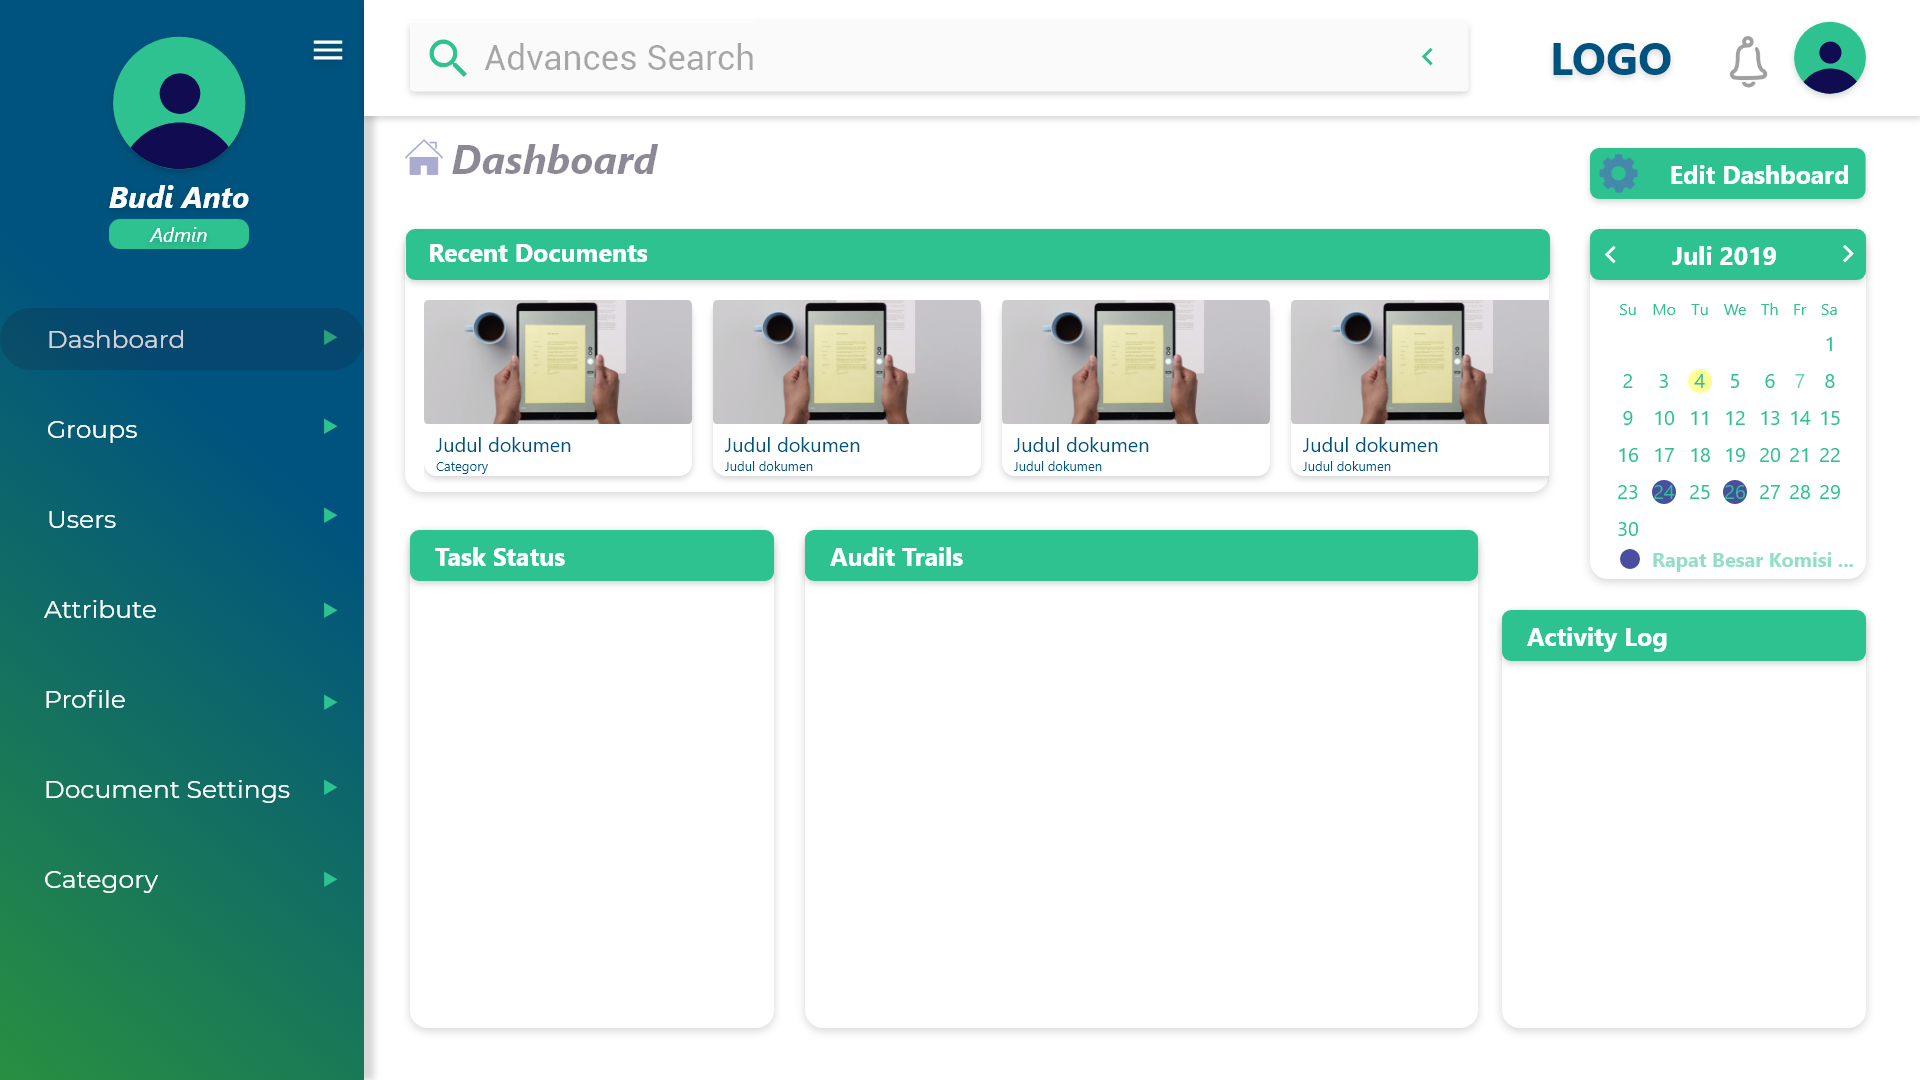 Budi Anto
Admin
Dashboard
Groups
Users
Attribute
Profile
Document Settings
Category
Advances Search
LOGO
Dashboard
Edit Dashboard
Recent Documents
Judul dokumen
Category
Judul dokumen
Judul dokumen
Judul dokumen
Judul dokumen
Judul dokumen
Judul dokumen
Juli 2019
Su Mo Tu We Th Fr Sa
1
2 3 4 5 6 7 8
9 10 11 12 13 14 15
16 17 18 19 20 21 22
23 24 25 26 27 28 29
30
Rapat Besar Komisi ...
Task Status
Audit Trails
Activity Log